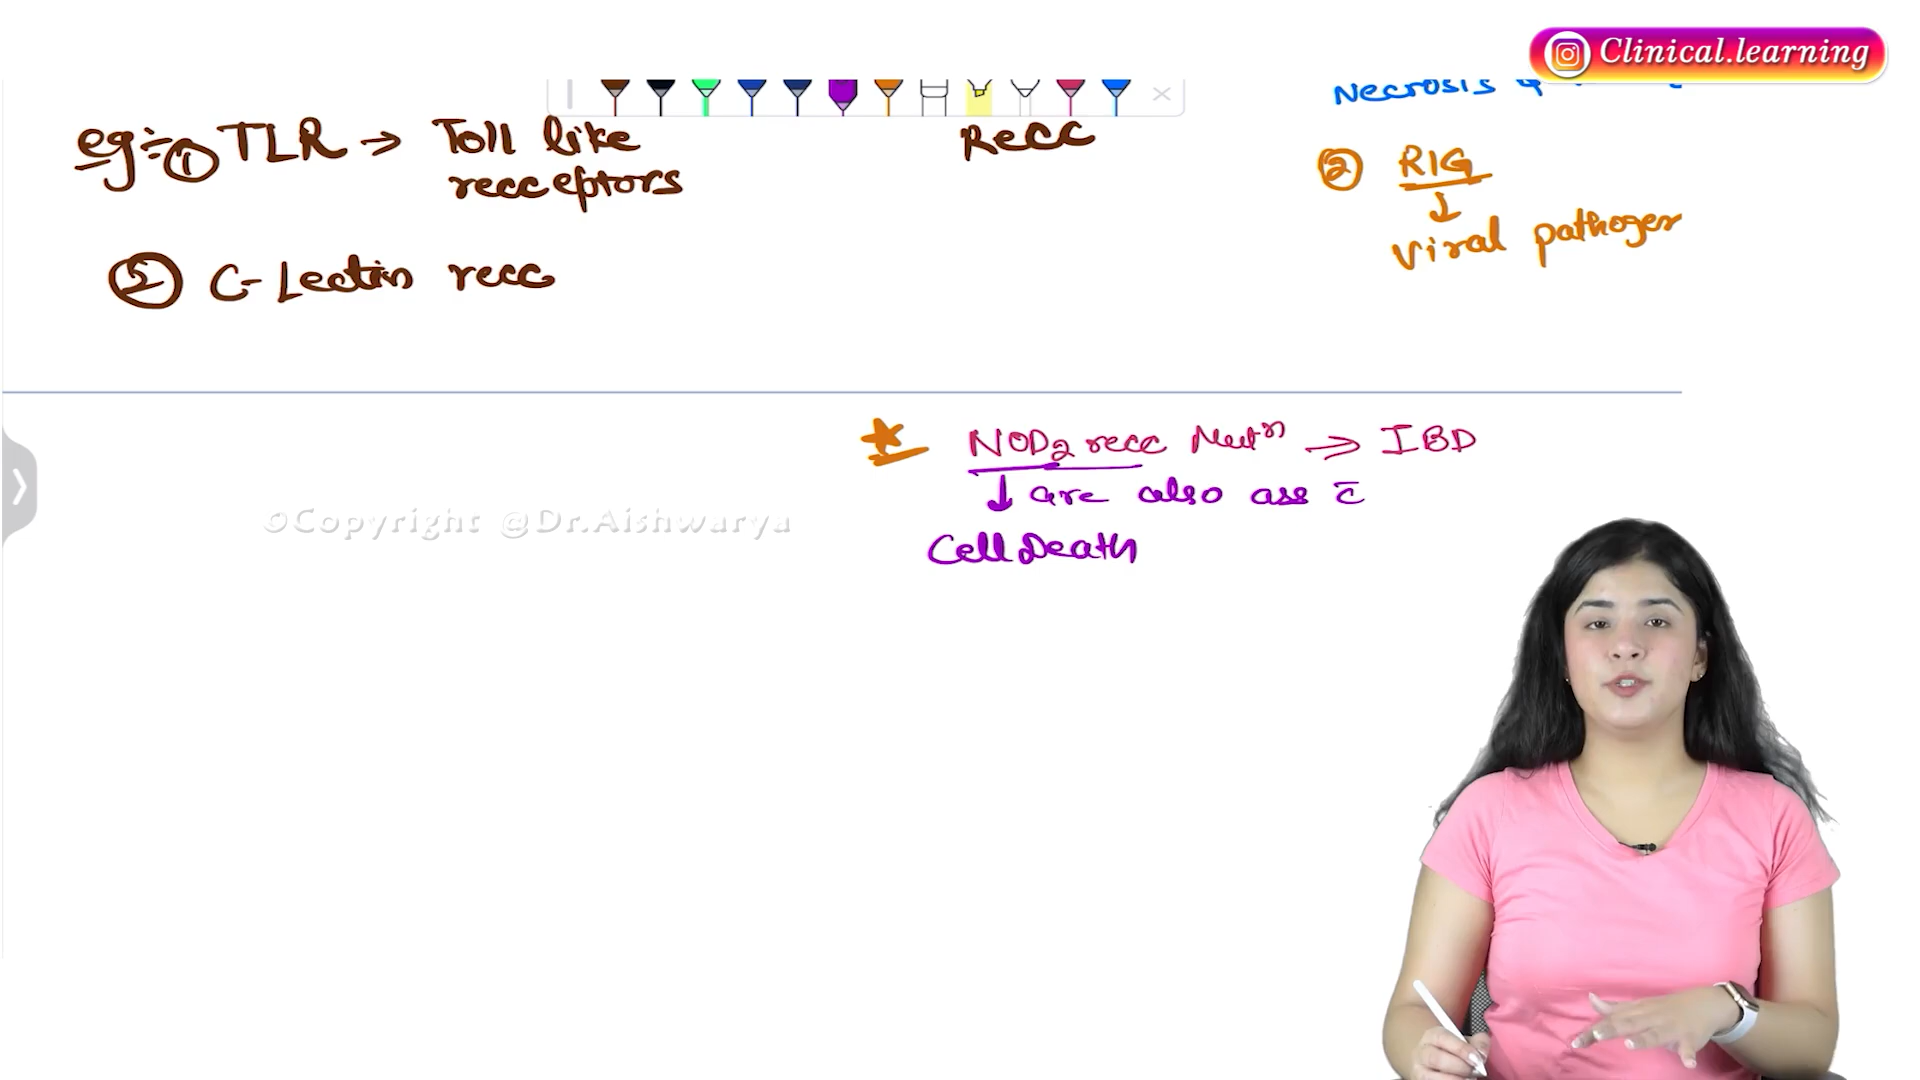 Clinical.learning
Necrosis &
eg:- ① TLR → Toll like
recceptors
Recc
② RIG
↓
Viral pathogen
② C-Lectin recc
★ NOD2 recc Mutⁿ → IBD
↓ are also ass c̄
Cell Death
©Copyright @Dr.Aishwarya